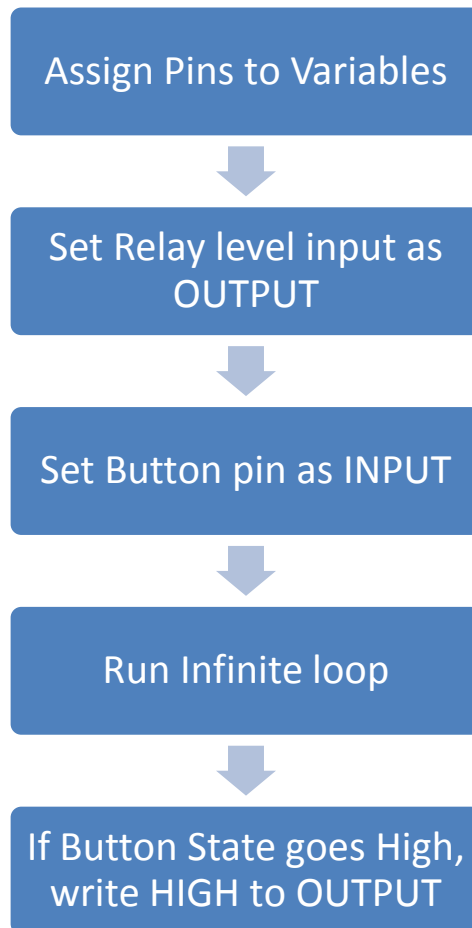 Assign Pins to Variables
Set Relay level input as
OUTPUT
Set Button pin as INPUT
Run Infinite loop
If Button State goes High,
write HIGH to OUTPUT